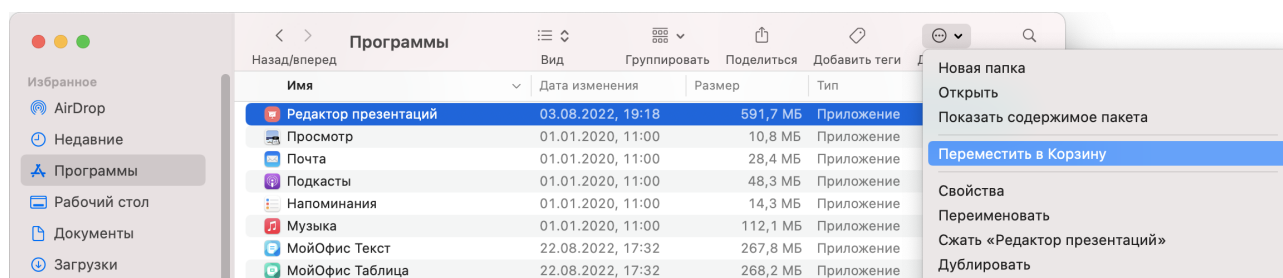 Программы
Назад/вперед
Вид
Группировать
Поделиться
Добавить теги
Избранное
AirDrop
Недавние
Программы
Рабочий стол
Документы
Загрузки
Имя Дата изменения Размер Тип
Редактор презентаций 03.08.2022, 19:18 591,7 МБ Приложение
Просмотр 01.01.2020, 11:00 10,8 МБ Приложение
Почта 01.01.2020, 11:00 28,4 МБ Приложение
Подкасты 01.01.2020, 11:00 48,3 МБ Приложение
Напоминания 01.01.2020, 11:00 14,3 МБ Приложение
Музыка 01.01.2020, 11:00 112,1 МБ Приложение
МойОфис Текст 22.08.2022, 17:32 267,8 МБ Приложение
МойОфис Таблица 22.08.2022, 17:32 268,2 МБ Приложение
Новая папка
Открыть
Показать содержимое пакета
Переместить в Корзину
Свойства
Переименовать
Сжать «Редактор презентаций»
Дублировать